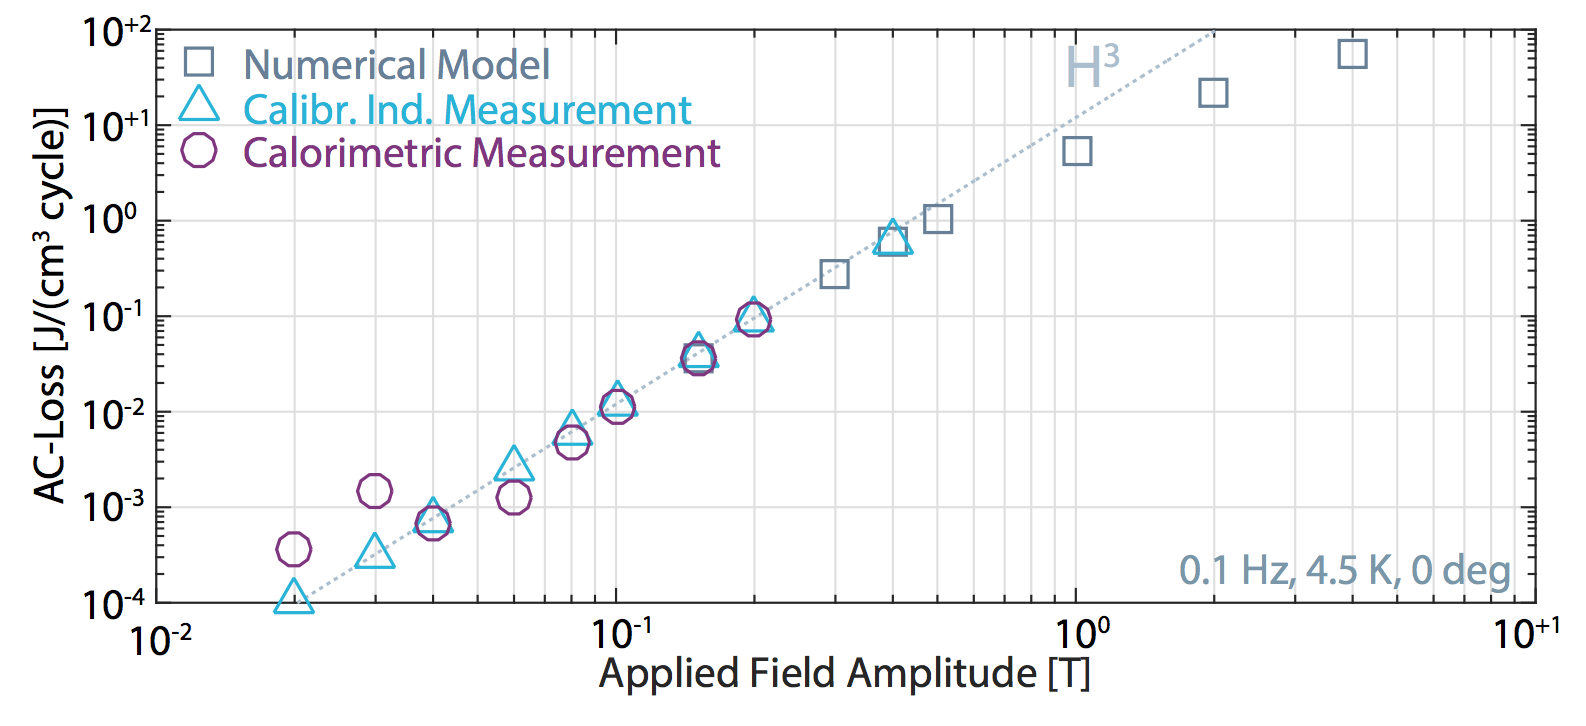 10+2
Numerical Model
H3
Calibr. Ind. Measurement
10+1
Calorimetric Measurement
100
10-1
10-2
10-3
10-4
AC-Loss [J/(cm3 cycle)]
0.1 Hz, 4.5 K, 0 deg
10-2
10-1
100
10+1
Applied Field Amplitude [T]